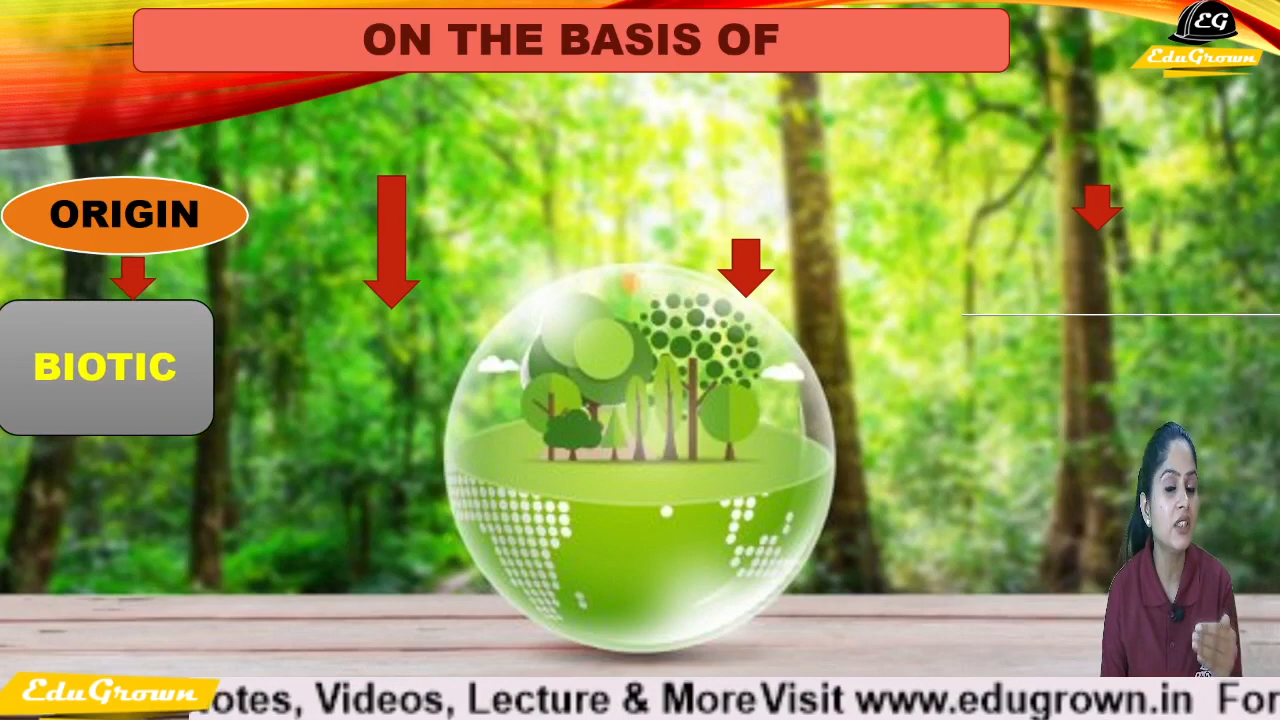 ON THE BASIS OF
EG
EduGrown
ORIGIN
BIOTIC
EduGrown
otes, Videos, Lecture & More Visit www.edugrown.in For